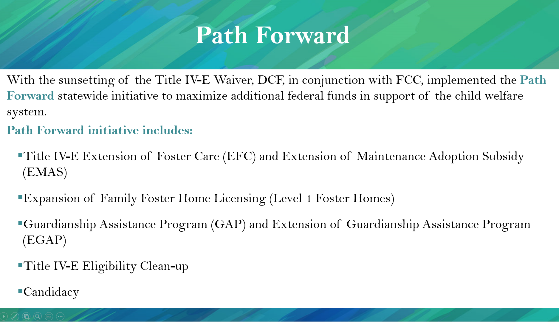 Path Forward
With the sunsetting of the Title IV-E Waiver, DCF, in conjunction with FCC, implemented the Path
Forward statewide initiative to maximize additional federal funds in support of the child welfare
system.
Path Forward initiative includes:
▪Title IV-E Extension of Foster Care (EFC) and Extension of Maintenance Adoption Subsidy
(EMAS)
▪Expansion of Family Foster Home Licensing (Level 1 Foster Homes)
▪Guardianship Assistance Program (GAP) and Extension of Guardianship Assistance Program
(EGAP)
▪Title IV-E Eligibility Clean-up
▪Candidacy